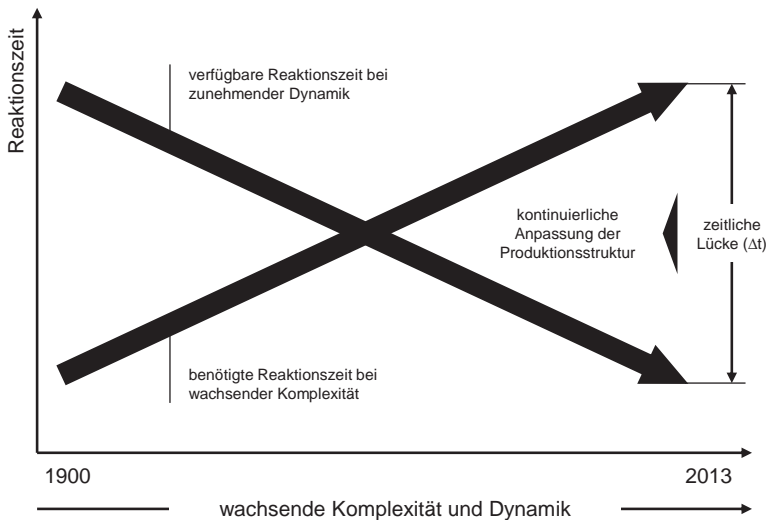 Reaktionszeit
verfügbare Reaktionszeit bei
zunehmender Dynamik
kontinuierliche
Anpassung der
Produktionsstruktur
zeitliche
Lücke (Δt)
benötigte Reaktionszeit bei
wachsender Komplexität
1900
2013
wachsende Komplexität und Dynamik